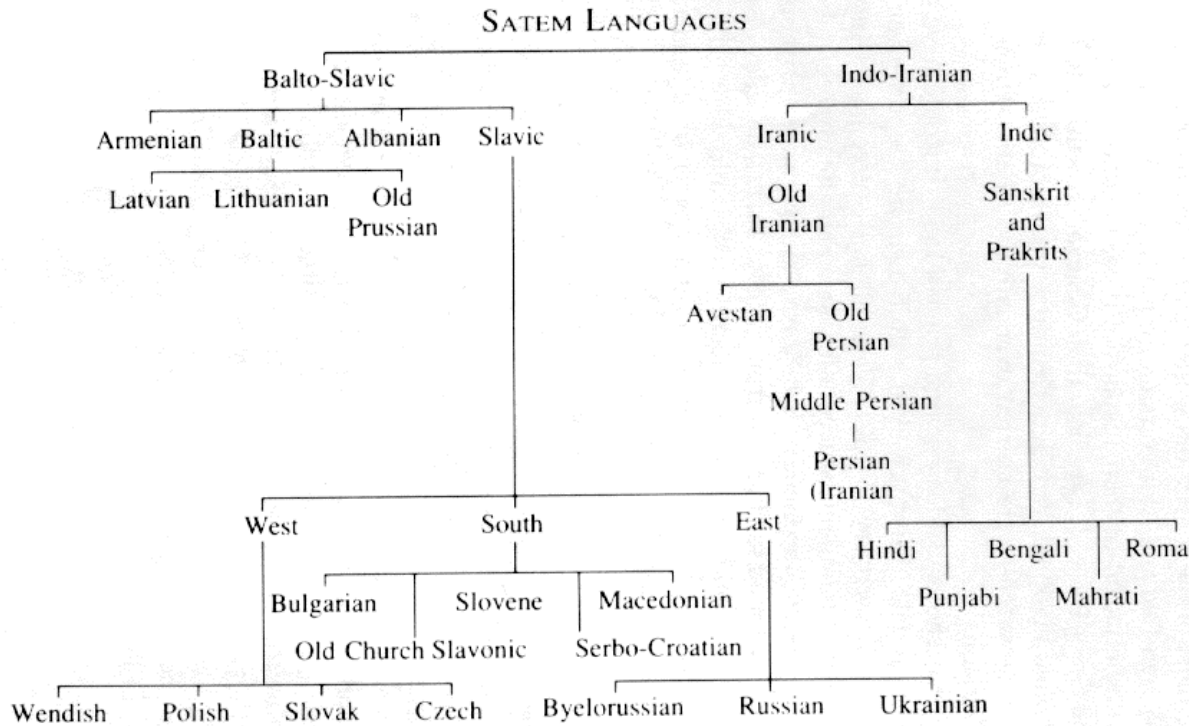 SATEM LANGUAGES
Balto-Slavic Indo-Iranian
Armenian Baltic Albanian Slavic Iranic Indic
Latvian Lithuanian Old Prussian Old Iranian Sanskrit and Prakrits
Avestan Old Persian
Middle Persian
Persian (Iranian
West South East
Hindi Bengali Roma
Punjabi Mahrati
Bulgarian Slovene Macedonian
Old Church Slavonic Serbo-Croatian
Wendish Polish Slovak Czech Byelorussian Russian Ukrainian